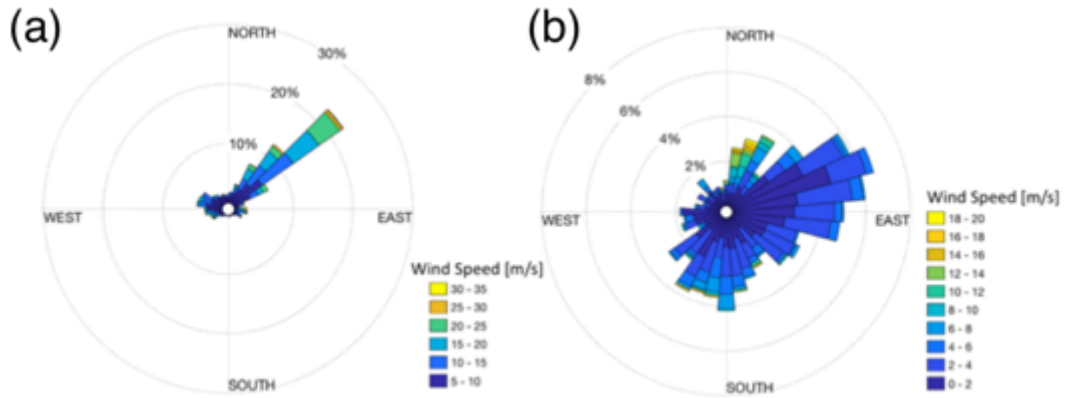 (a)
NORTH
30%
20%
10%
WEST
EAST
SOUTH
Wind Speed [m/s]
30 - 35
25 - 30
20 - 25
15 - 20
10 - 15
5 - 10
(b)
NORTH
8%
6%
4%
2%
EAST
SOUTH
Wind Speed [m/s]
18 - 20
16 - 18
14 - 16
12 - 14
10 - 12
8 - 10
6 - 8
4 - 6
2 - 4
0 - 2
WEST